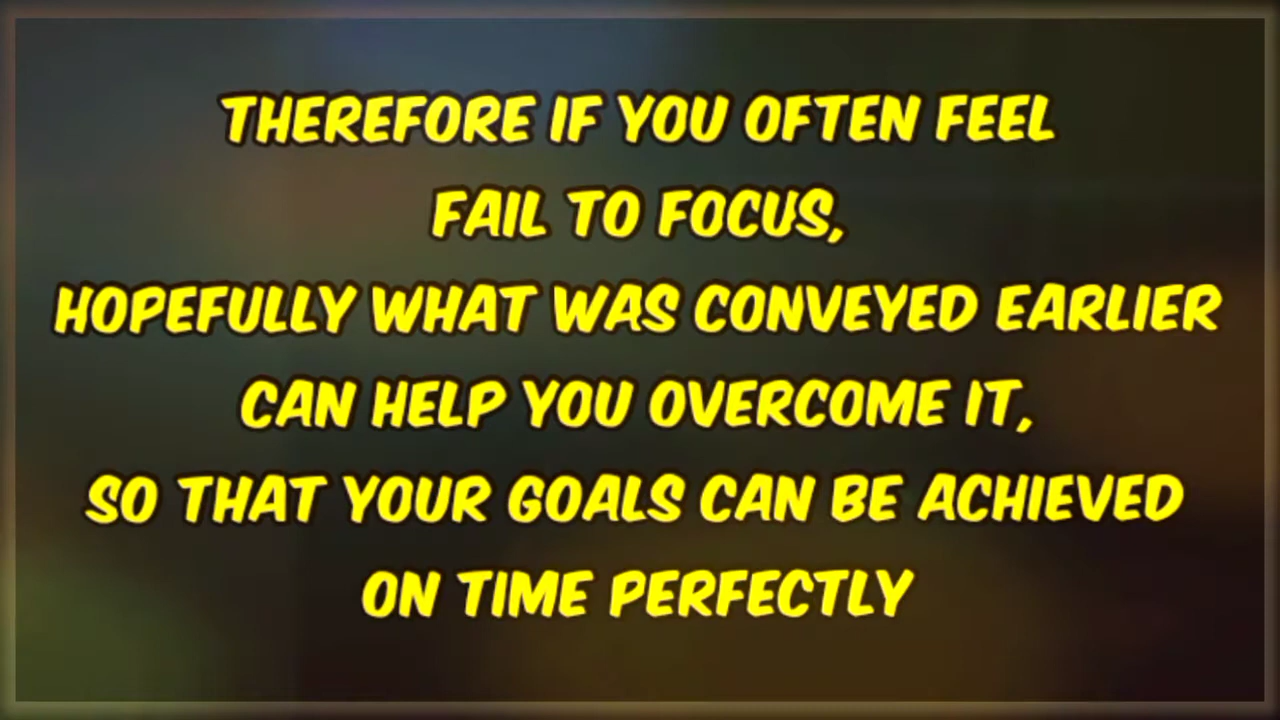 THEREFORE IF YOU OFTEN FEEL
FAIL TO FOCUS,
HOPEFULLY WHAT WAS CONVEYED EARLIER
CAN HELP YOU OVERCOME IT,
SO THAT YOUR GOALS CAN BE ACHIEVED
ON TIME PERFECTLY